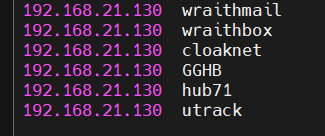 192.168.21.130 wraithmail
192.168.21.130 wraithbox
192.168.21.130 cloaknet
192.168.21.130 GGHB
192.168.21.130 hub71
192.168.21.130 utrack